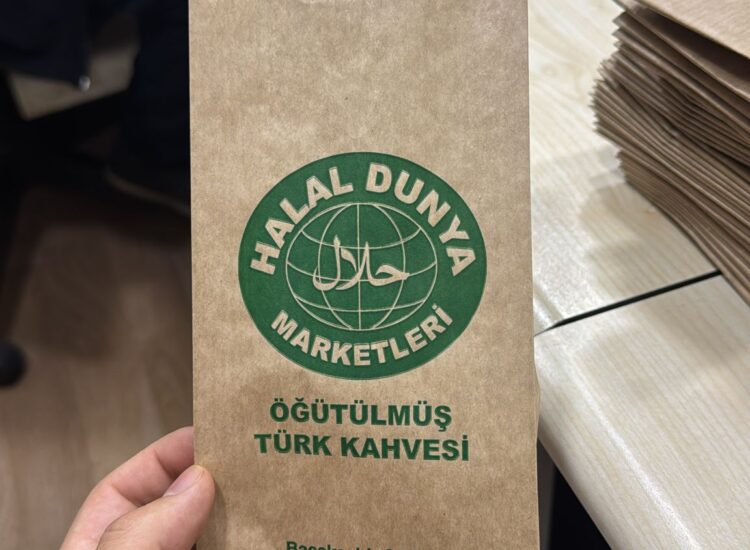 HALAL DUNYA
حلال
MARKETLERİ
ÖĞÜTÜLMÜŞ
TÜRK KAHVESİ